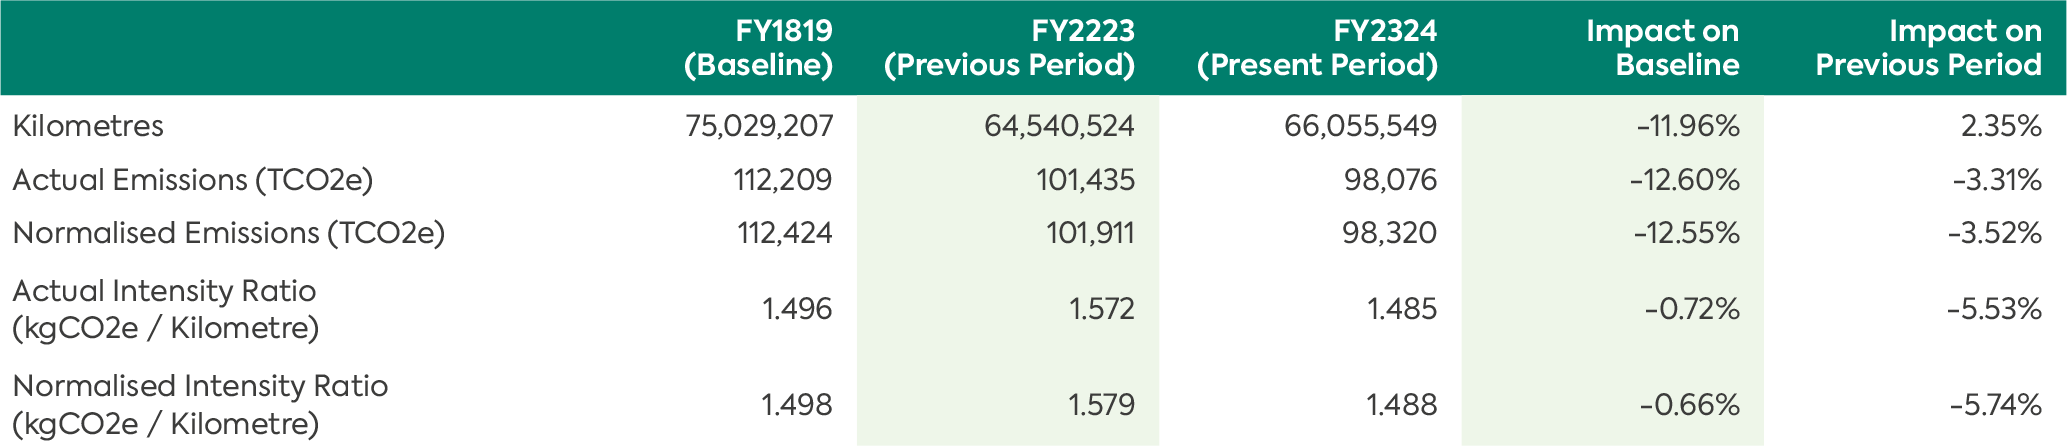 FY1819 FY2223 FY2324 Impact on Impact on
(Baseline) (Previous Period) (Present Period) Baseline Previous Period
Kilometres 75,029,207 64,540,524 66,055,549 -11.96% 2.35%
Actual Emissions (TCO2e) 112,209 101,435 98,076 -12.60% -3.31%
Normalised Emissions (TCO2e) 112,424 101,911 98,320 -12.55% -3.52%
Actual Intensity Ratio
(kgCO2e / Kilometre) 1.496 1.572 1.485 -0.72% -5.53%
Normalised Intensity Ratio
(kgCO2e / Kilometre) 1.498 1.579 1.488 -0.66% -5.74%